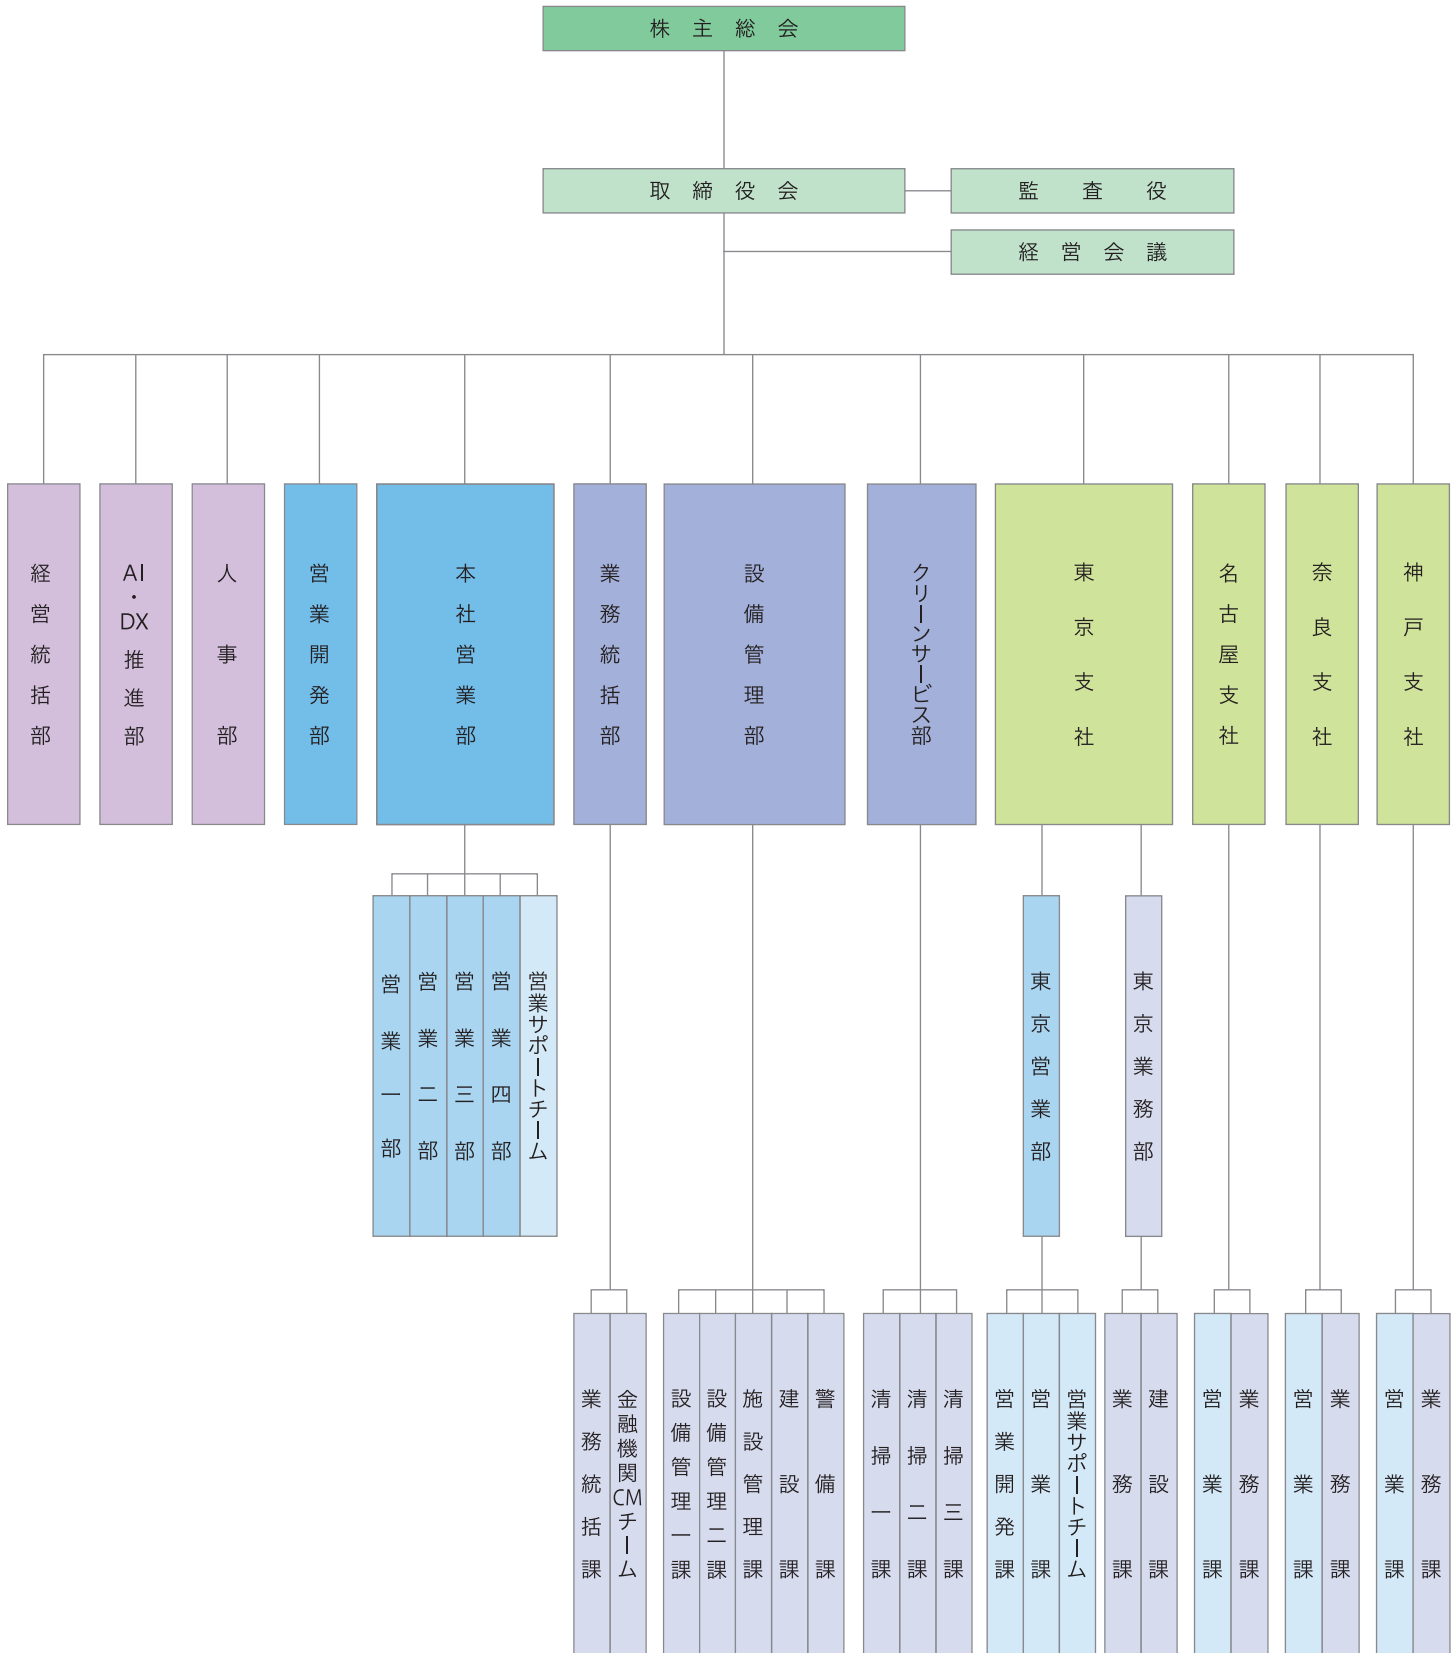 株主総会
取締役会
監査役
経営会議
経営統括部
AI・DX推進部
人事部
営業開発部
本社営業部
業務統括部
設備管理部
クリーンサービス部
東京支社
名古屋支社
奈良支社
神戸支社
営業一部
営業二部
営業三部
営業四部
営業サポートチーム
東京営業部
東京業務部
業務統括課
金融機関CMチーム
設備管理一課
設備管理二課
施設管理課
建設課
警備課
清掃一課
清掃二課
清掃三課
営業開発課
営業課
営業サポートチーム
業務課
建設課
営業課
業務課
営業課
業務課
営業課
業務課